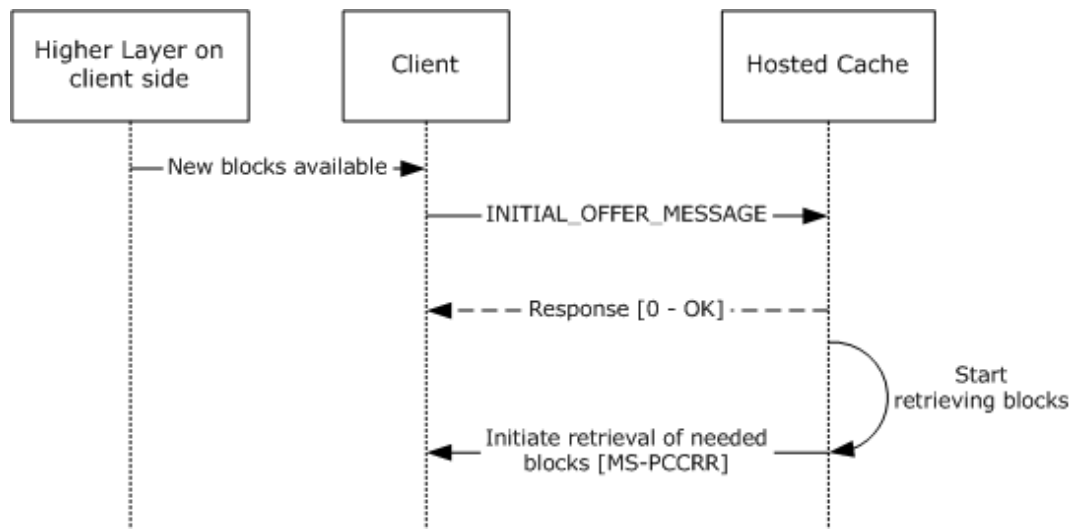 Higher Layer on
client side
Client
Hosted Cache
New blocks available
INITIAL_OFFER_MESSAGE
Response [0 - OK]
Start
retrieving blocks
Initiate retrieval of needed
blocks [MS-PCCRR]